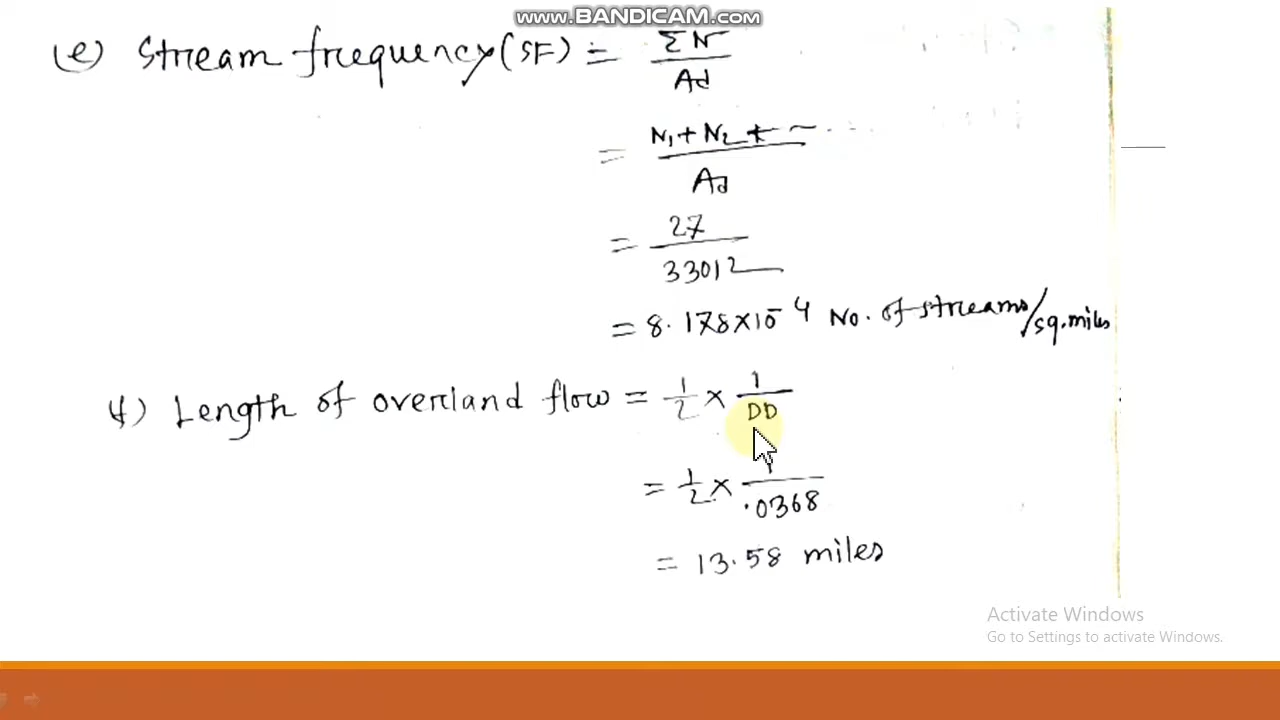 www.BANDICAM.com
(e) Stream frequency (SF) = ΣN / Ad
= N₁ + N₂ + ~ ... / Ad
= 27 / 33012
= 8.178×10⁻⁴ No. of streams/sq.miles
f) Length of overland flow = 1/2 × 1/DD
= 1/2 × 1/.0368
= 13.58 miles
Activate Windows
Go to Settings to activate Windows.